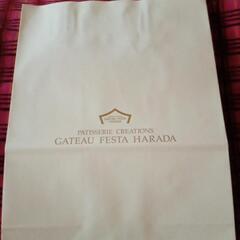 PATISSERIE CREATIONS
GATEAU FESTA HARADA